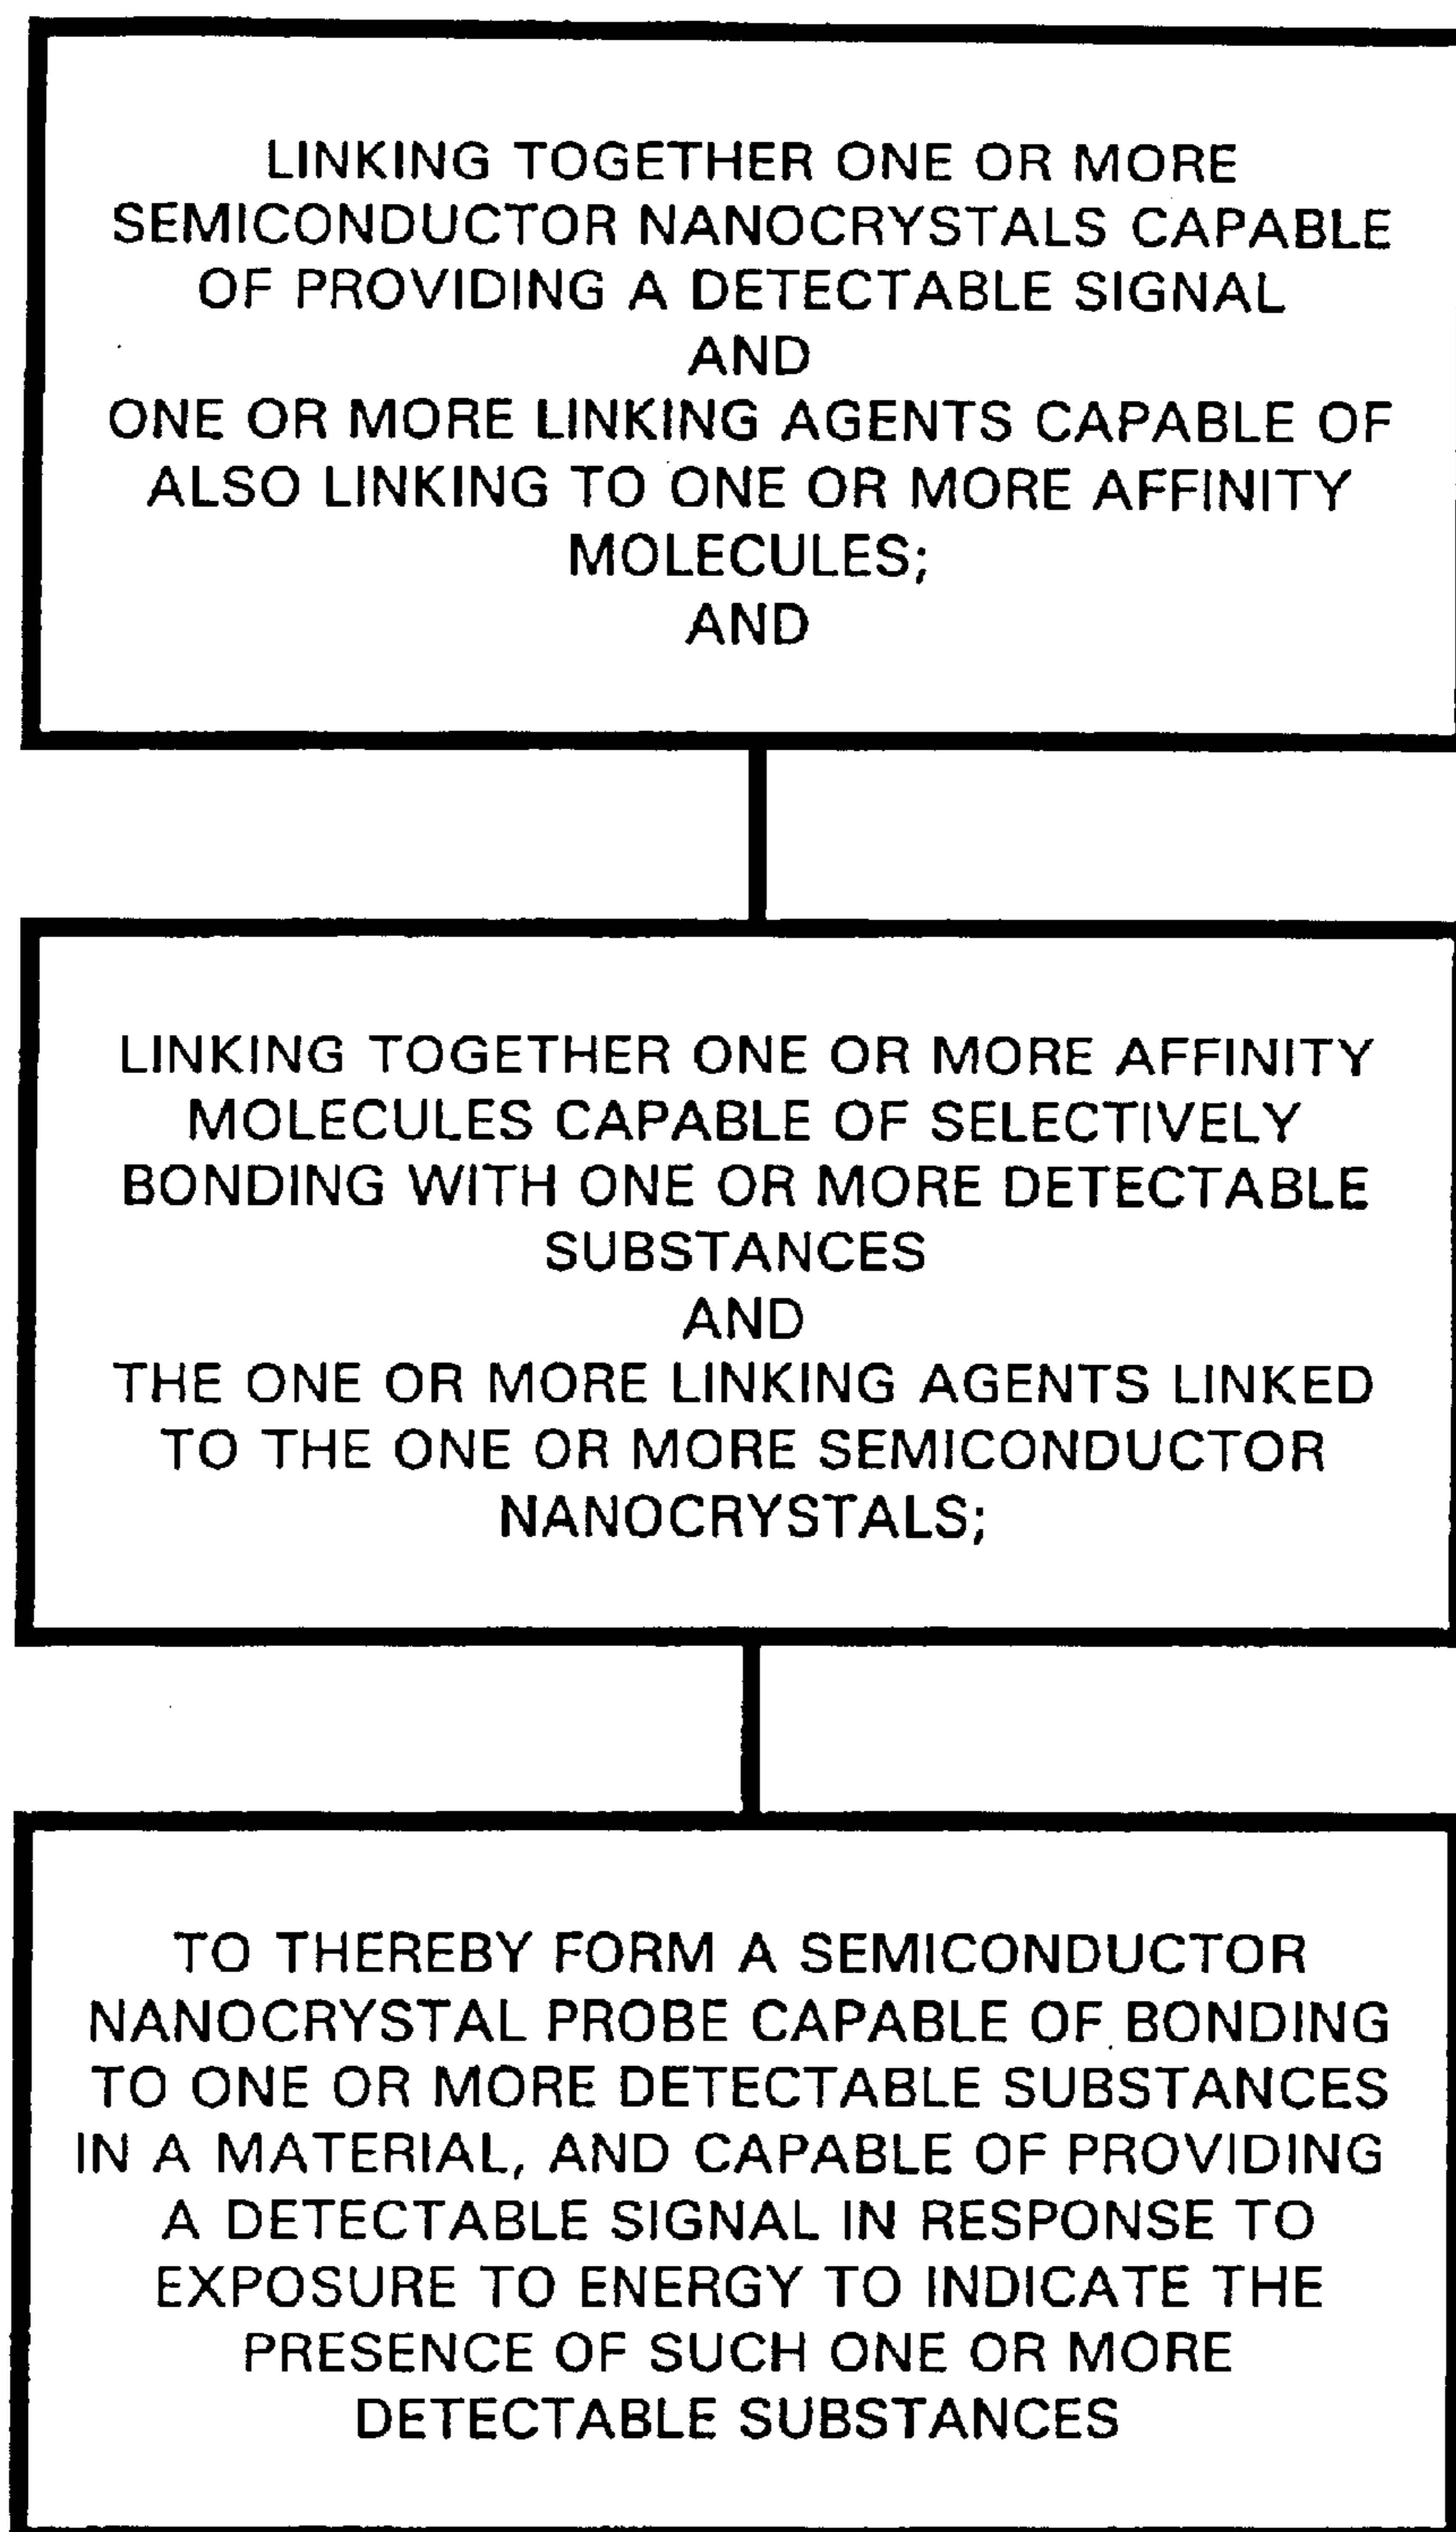 LINKING TOGETHER ONE OR MORE
SEMICONDUCTOR NANOCRYSTALS CAPABLE
OF PROVIDING A DETECTABLE SIGNAL
AND
ONE OR MORE LINKING AGENTS CAPABLE OF
ALSO LINKING TO ONE OR MORE AFFINITY
MOLECULES;
AND
LINKING TOGETHER ONE OR MORE AFFINITY
MOLECULES CAPABLE OF SELECTIVELY
BONDING WITH ONE OR MORE DETECTABLE
SUBSTANCES
AND
THE ONE OR MORE LINKING AGENTS LINKED
TO THE ONE OR MORE SEMICONDUCTOR
NANOCRYSTALS;
TO THEREBY FORM A SEMICONDUCTOR
NANOCRYSTAL PROBE CAPABLE OF BONDING
TO ONE OR MORE DETECTABLE SUBSTANCES
IN A MATERIAL, AND CAPABLE OF PROVIDING
A DETECTABLE SIGNAL IN RESPONSE TO
EXPOSURE TO ENERGY TO INDICATE THE
PRESENCE OF SUCH ONE OR MORE
DETECTABLE SUBSTANCES